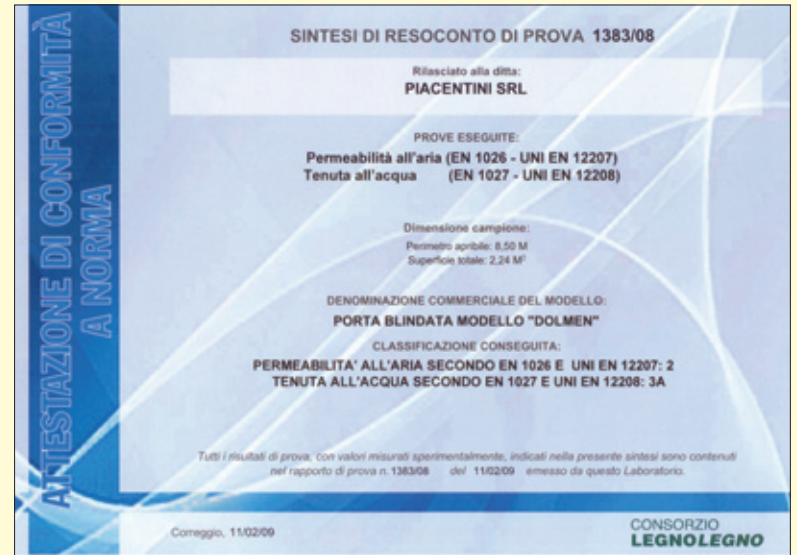 ATTESTAZIONE DI CONFORMITÀ
A NORMA
SINTESI DI RESOCONTO DI PROVA 1383/08
Rilasciato alla ditta:
PIACENTINI SRL
PROVE ESEGUITE:
Permeabilità all'aria (EN 1026 - UNI EN 12207)
Tenuta all'acqua (EN 1027 - UNI EN 12208)
Dimensione campione:
Perimetro apribile: 8,50 M
Superficie totale: 2,24 M²
DENOMINAZIONE COMMERCIALE DEL MODELLO:
PORTA BLINDATA MODELLO "DOLMEN"
CLASSIFICAZIONE CONSEGUITA:
PERMEABILITA' ALL'ARIA SECONDO EN 1026 E UNI EN 12207: 2
TENUTA ALL'ACQUA SECONDO EN 1027 E UNI EN 12208: 3A
Tutti i risultati di prova, con valori misurati sperimentalmente, indicati nella presente sintesi sono contenuti
nel rapporto di prova n. 1383/08 del 11/02/09 emesso da questo Laboratorio.
Correggio, 11/02/09
CONSORZIO
LEGNOLEGNO